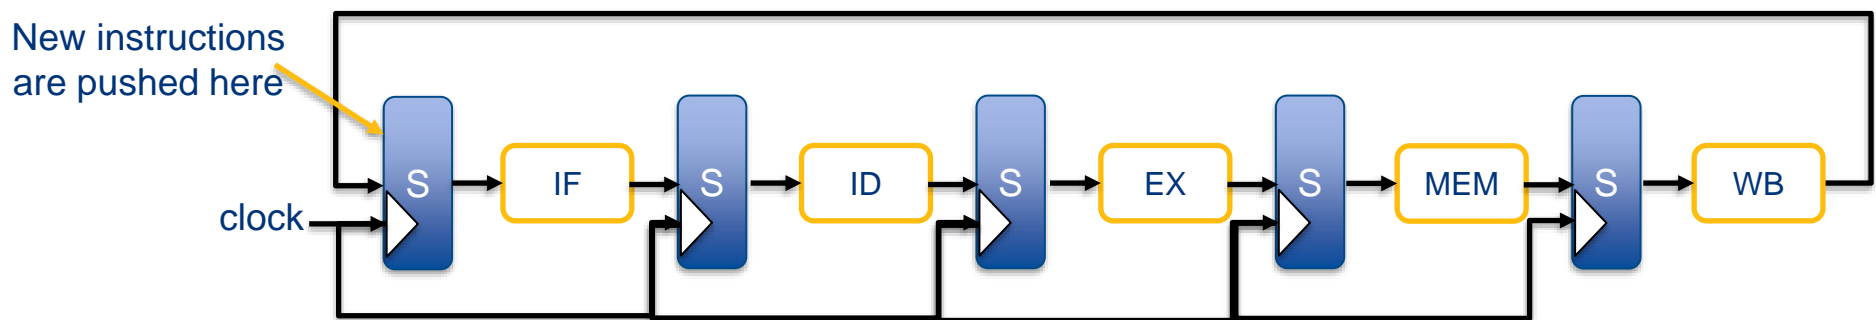 New instructions
are pushed here
S IF S ID S EX S MEM S WB
clock